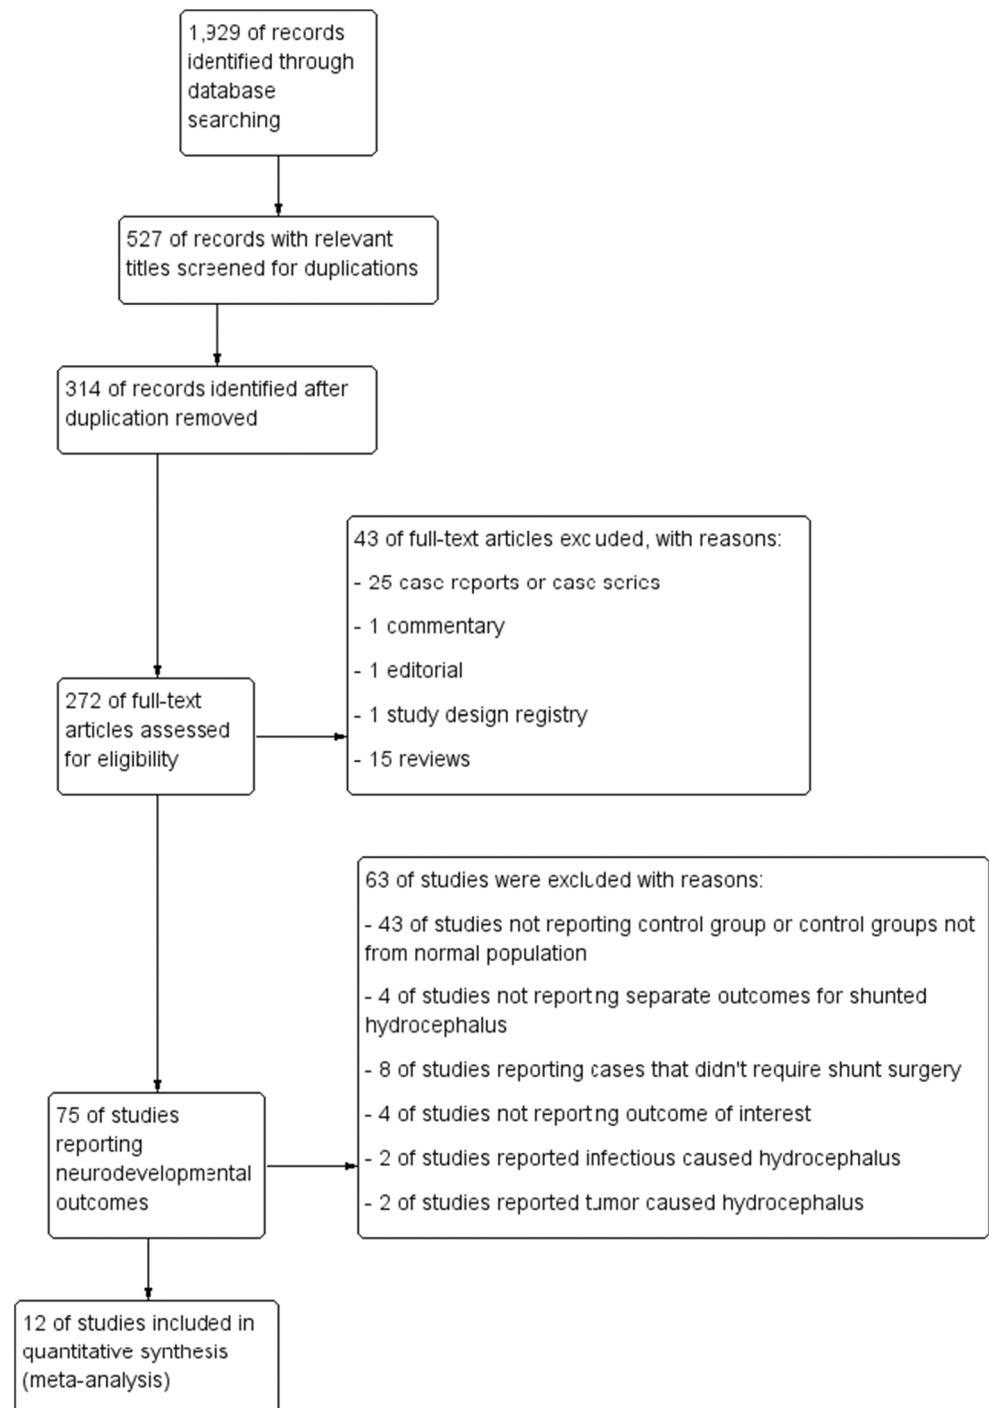 1,929 of records
identified through
database
searching
527 of records with relevant
titles screened for duplications
314 of records identified after
duplication removed
43 of full-text articles excluded, with reasons:
- 25 case reports or case series
- 1 commentary
- 1 editorial
- 1 study design registry
- 15 reviews
272 of full-text
articles assessed
for eligibility
63 of studies were excluded with reasons:
- 43 of studies not reporting control group or control groups not
from normal population
- 4 of studies not reporting separate outcomes for shunted
hydrocephalus
- 8 of studies reporting cases that didn't require shunt surgery
- 4 of studies not reporting outcome of interest
- 2 of studies reported infectious caused hydrocephalus
- 2 of studies reported tumor caused hydrocephalus
75 of studies
reporting
neurodevelopmental
outcomes
12 of studies included in
quantitative synthesis
(meta-analysis)